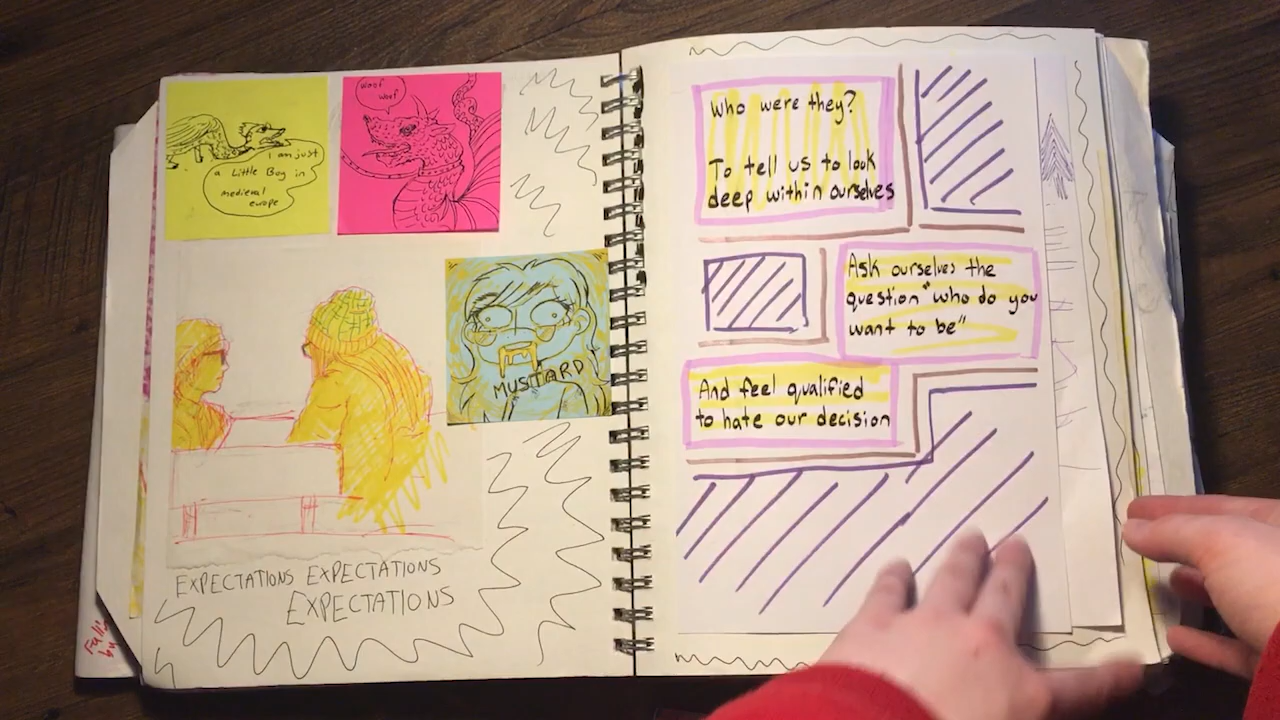 I am just
a Little Boy in
medieval
europe
Woof
Woof
MUSTARD
EXPECTATIONS EXPECTATIONS
EXPECTATIONS
Who were they?
To tell us to look
deep within ourselves
Ask ourselves the
question "who do you
want to be"
And feel qualified
to hate our decision